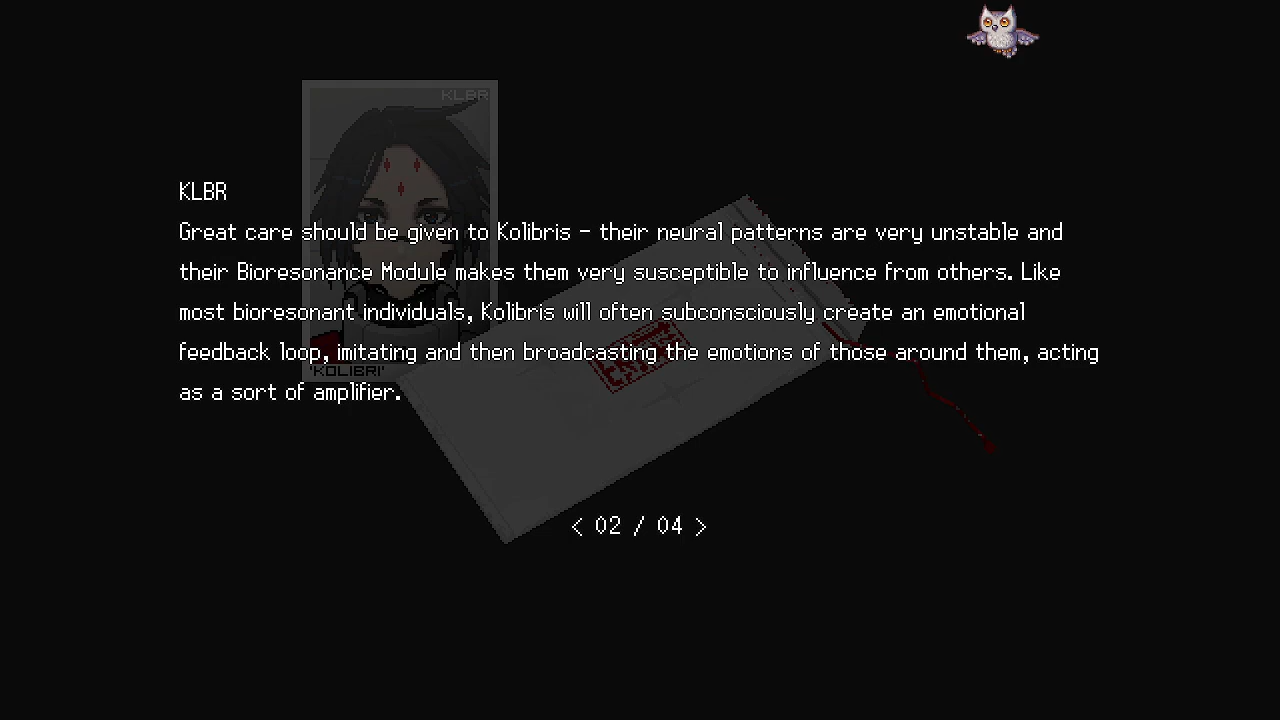 KLBR
KLBR
Great care should be given to Kolibris - their neural patterns are very unstable and
their Bioresonance Module makes them very susceptible to influence from others. Like
most bioresonant individuals, Kolibris will often subconsciously create an emotional
feedback loop, imitating and then broadcasting the emotions of those around them, acting
as a sort of amplifier.
'KOLIBRI'
< 02 / 04 >